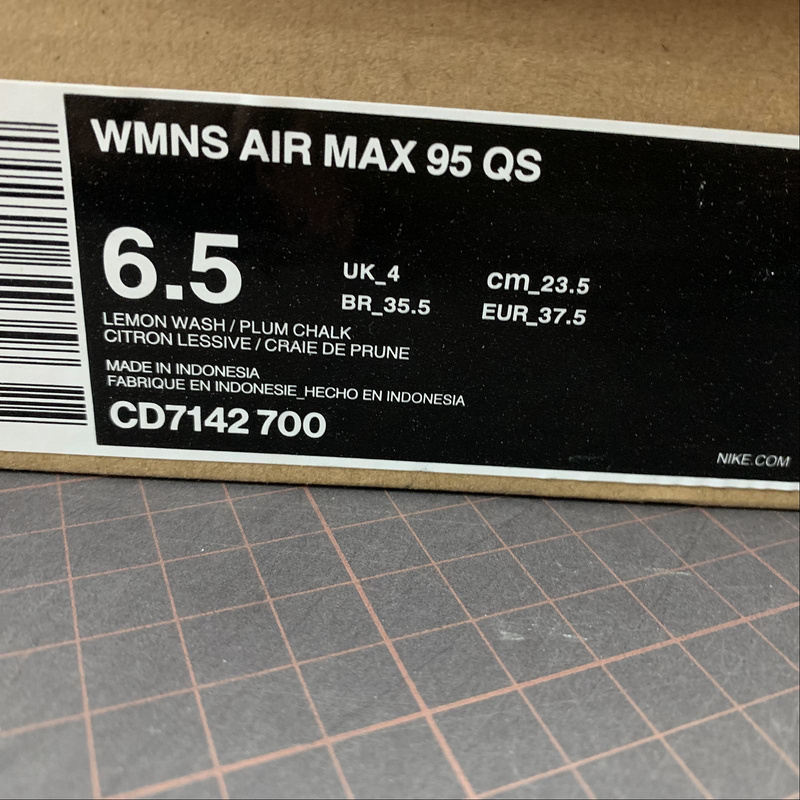 WMNS AIR MAX 95 QS
6.5
UK_4 cm_23.5
BR_35.5 EUR_37.5
LEMON WASH / PLUM CHALK
CITRON LESSIVE / CRAIE DE PRUNE
MADE IN INDONESIA
FABRIQUE EN INDONESIE_HECHO EN INDONESIA
CD7142 700
NIKE.COM